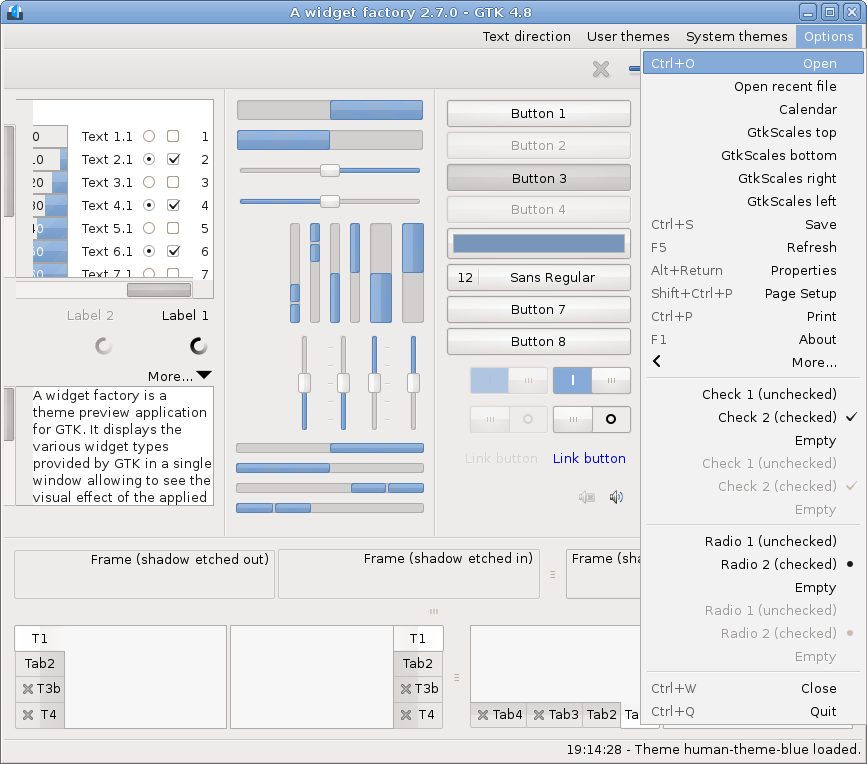 A widget factory 2.7.0 - GTK 4.8
Text direction User themes System themes Options
Text 1.1 1
Text 2.1 2
Text 3.1 3
Text 4.1 4
Text 5.1 5
Text 6.1 6
Text 7.1 7
Label 2 Label 1
More...
A widget factory is a
theme preview application
for GTK. It displays the
various widget types
provided by GTK in a single
window allowing to see the
visual effect of the applied
Button 1
Button 2
Button 3
Button 4
12 Sans Regular
Button 7
Button 8
Link button Link button
Ctrl+O Open
Open recent file
Calendar
GtkScales top
GtkScales bottom
GtkScales right
GtkScales left
Ctrl+S Save
F5 Refresh
Alt+Return Properties
Shift+Ctrl+P Page Setup
Ctrl+P Print
F1 About
More...
Check 1 (unchecked)
Check 2 (checked)
Empty
Check 1 (unchecked)
Check 2 (checked)
Empty
Radio 1 (unchecked)
Radio 2 (checked)
Empty
Radio 1 (unchecked)
Radio 2 (checked)
Empty
Ctrl+W Close
Ctrl+Q Quit
Frame (shadow etched out) Frame (shadow etched in) Frame
T1
Tab2
T3b
T4
T1
Tab2
T3b
T4
Tab4 Tab3 Tab2
19:14:28 - Theme human-theme-blue loaded.